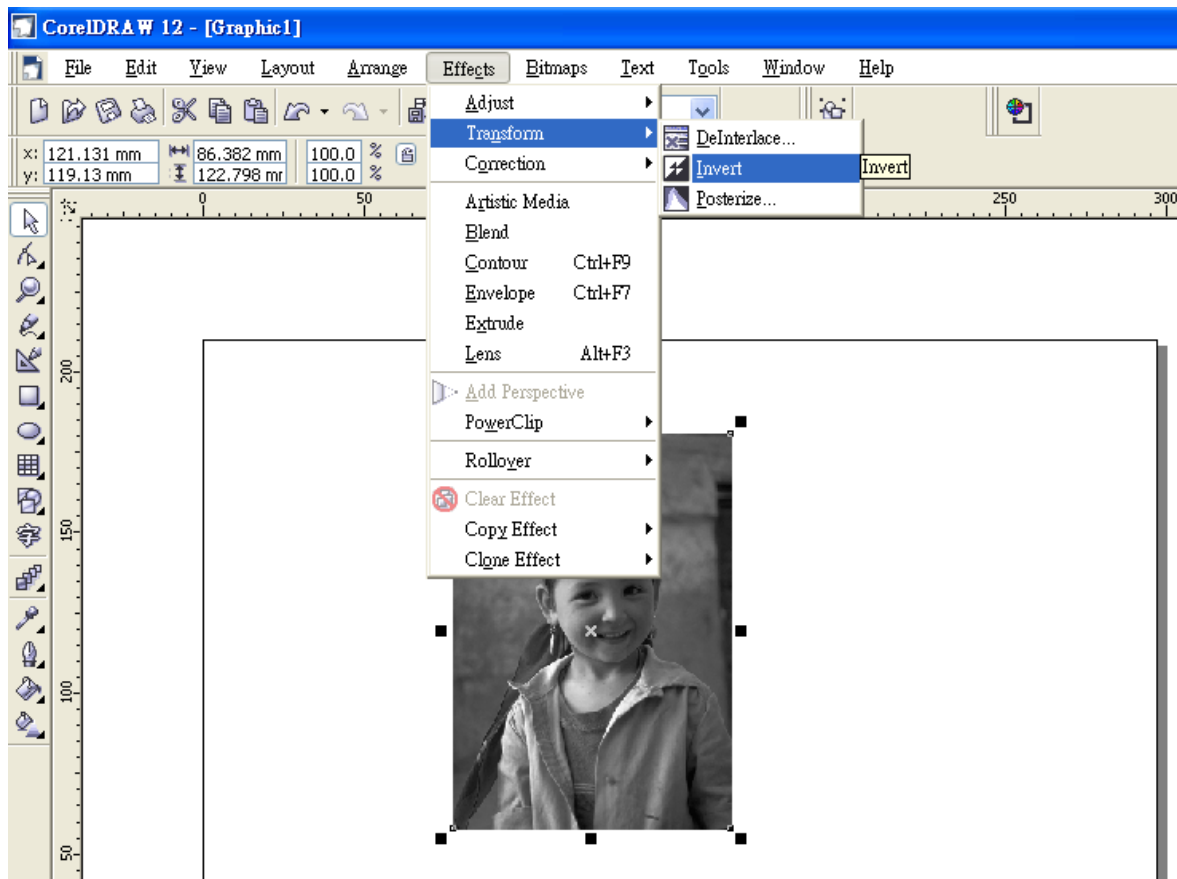 CorelDRAW 12 - [Graphic1]
File Edit View Layout Arrange Effects Bitmaps Text Tools Window Help
x: 121.131 mm 86.382 mm 100.0 %
y: 119.13 mm 122.798 mr 100.0 %
Adjust
Transform
Correction
Artistic Media
Blend
Contour Ctrl+F9
Envelope Ctrl+F7
Extrude
Lens Alt+F3
Add Perspective
PowerClip
Rollover
Clear Effect
Copy Effect
Clone Effect
DeInterlace...
Invert
Posterize...
Invert
0 50 250 300
200
150
100
50
字